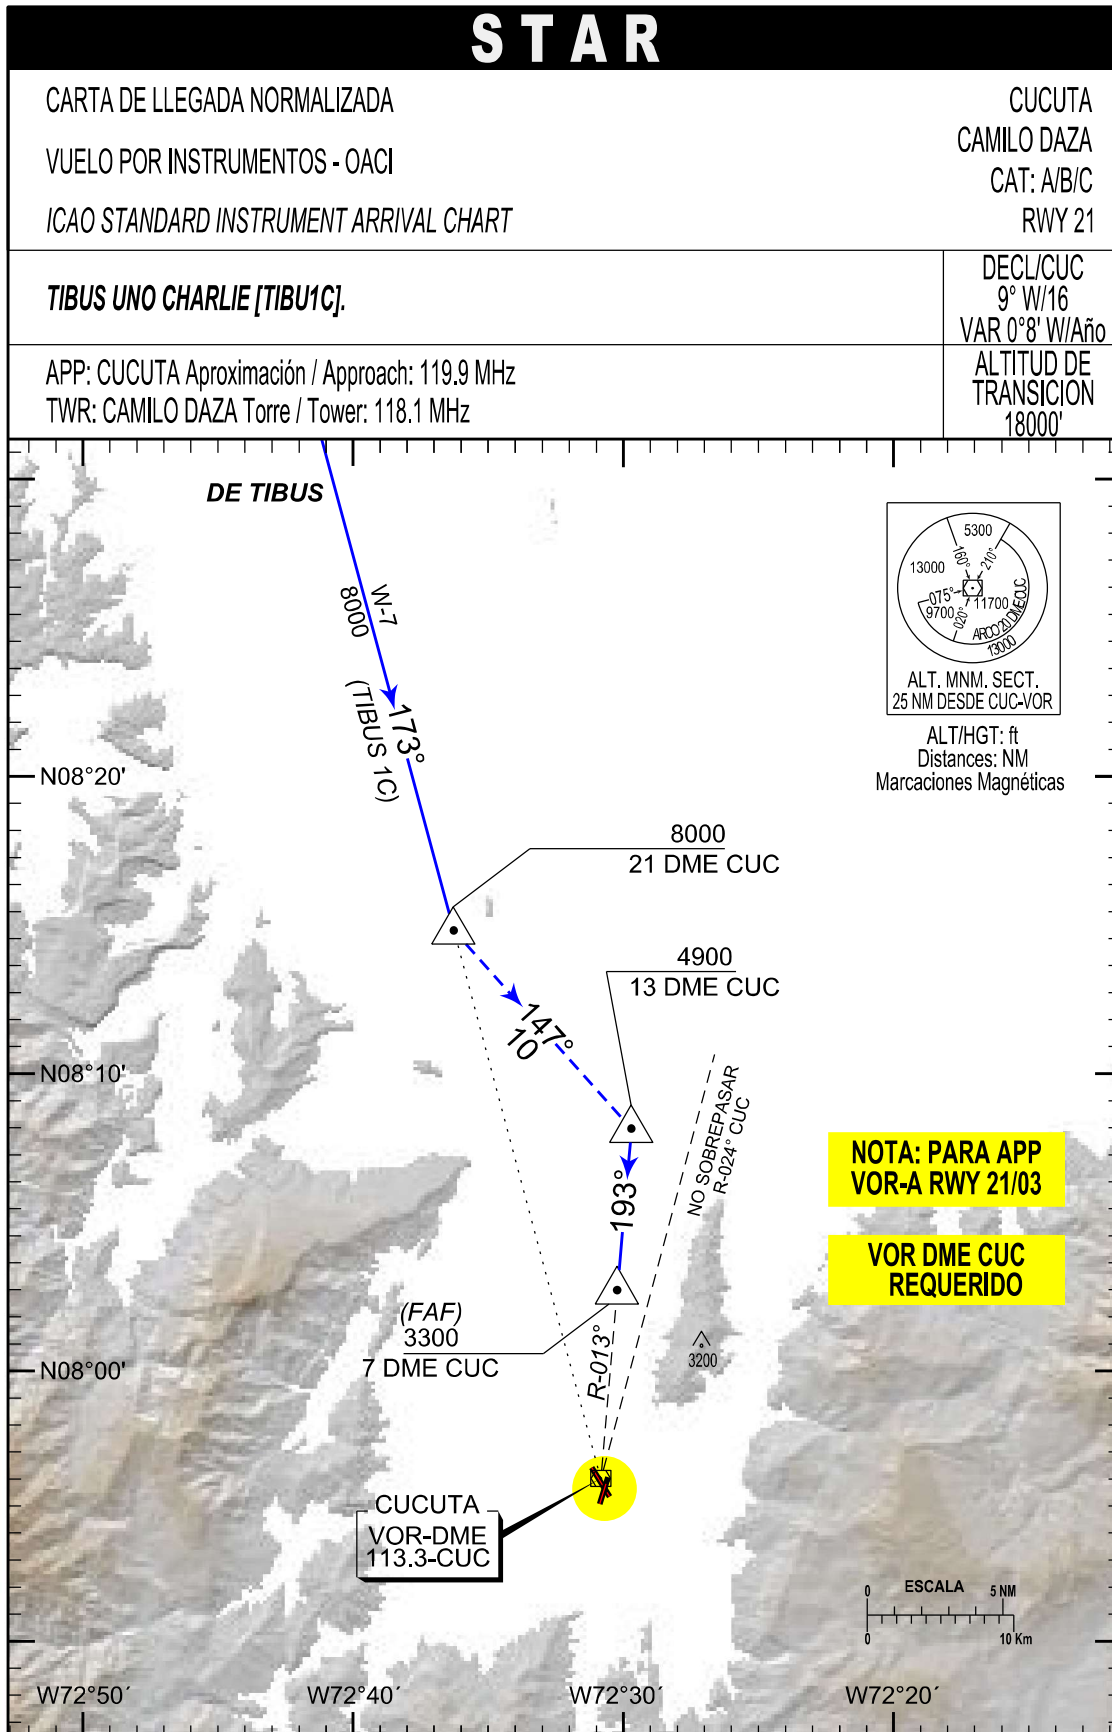 STAR
CARTA DE LLEGADA NORMALIZADA
VUELO POR INSTRUMENTOS - OACI
ICAO STANDARD INSTRUMENT ARRIVAL CHART
CUCUTA
CAMILO DAZA
CAT: A/B/C
RWY 21
TIBUS UNO CHARLIE [TIBU1C].
DECL/CUC
9° W/16
VAR 0°8' W/Año
APP: CUCUTA Aproximación / Approach: 119.9 MHz
TWR: CAMILO DAZA Torre / Tower: 118.1 MHz
ALTITUD DE
TRANSICION
18000'
DE TIBUS
W-7
8000
173°
(TIBUS 1C)
5300
160°
210°
13000
075°
9700
020°
11700
ARCO 20 DME CUC
13000
ALT. MNM. SECT.
25 NM DESDE CUC-VOR
ALT/HGT: ft
Distances: NM
Marcaciones Magnéticas
N08°20'
8000
21 DME CUC
4900
13 DME CUC
147°
10
N08°10'
NO SOBREPASAR
R-024° CUC
NOTA: PARA APP
VOR-A RWY 21/03
193°
VOR DME CUC
REQUERIDO
(FAF)
3300
7 DME CUC
R-013°
3200
N08°00'
CUCUTA
VOR-DME
113.3-CUC
0 ESCALA 5 NM
0 10 Km
W72°50´
W72°40´
W72°30´
W72°20´